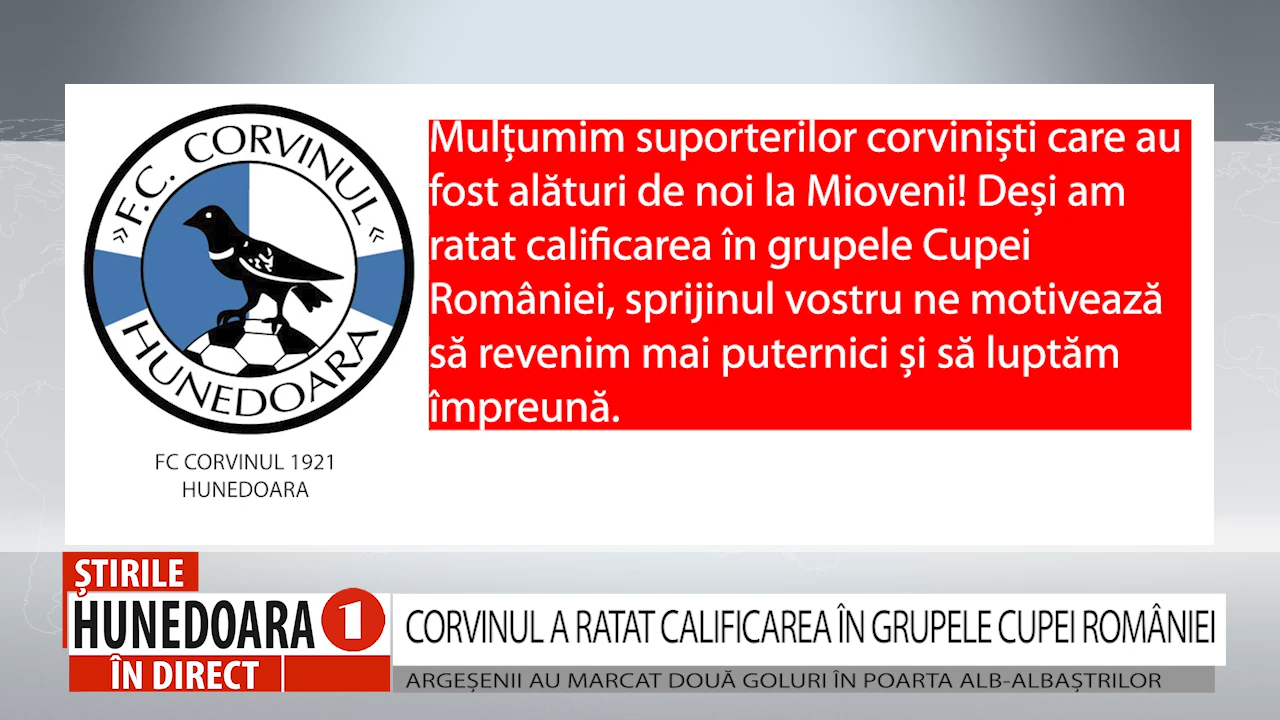 »F.C. CORVINUL«
HUNEDOARA
FC CORVINUL 1921
HUNEDOARA
Mulțumim suporterilor corviniști care au
fost alături de noi la Mioveni! Deși am
ratat calificarea în grupele Cupei
României, sprijinul vostru ne motivează
să revenim mai puternici și să luptăm
împreună.
ȘTIRILE
HUNEDOARA 1
ÎN DIRECT
CORVINUL A RATAT CALIFICAREA ÎN GRUPELE CUPEI ROMÂNIEI
ARGEȘENII AU MARCAT DOUĂ GOLURI ÎN POARTA ALB-ALBAȘTRILOR